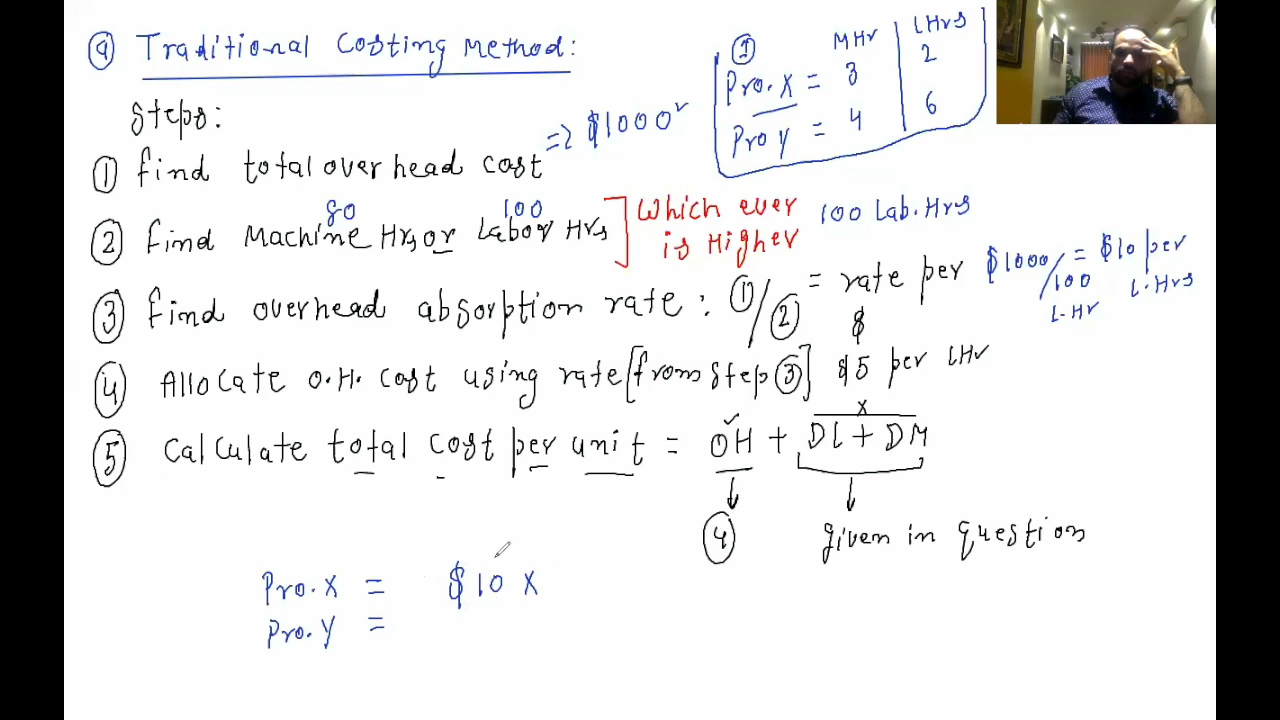 ④ Traditional Costing Method:
Steps:
① Find total overhead cost => $1000
② Find Machine Hrs or Labor Hrs
80 100
Which ever is Higher
100 Lab.Hrs
③ Find overhead absorption rate: ①/② = rate per $
$1000/100 L-Hr = $10 per L.Hrs
④ Allocate O.H. cost using rate [from step ③] $5 per LHr
⑤ Calculate total cost per unit = OH + DL + DM
x
④ given in question
Pro.X = $10 X
Pro.Y =
MHr LHrs
Pro.X = 3 2
Pro Y = 4 6